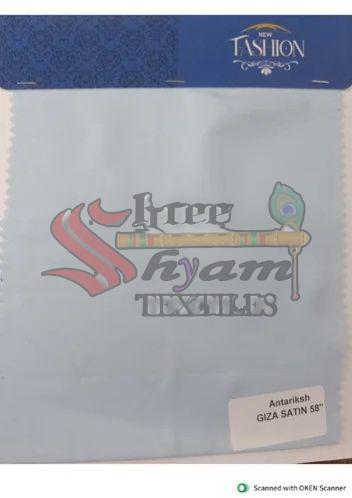 NEW
FASHION
Shree
Shyam
TEXTILES
Antariksh
GIZA SATIN 58"
Scanned with OKEN Scanner